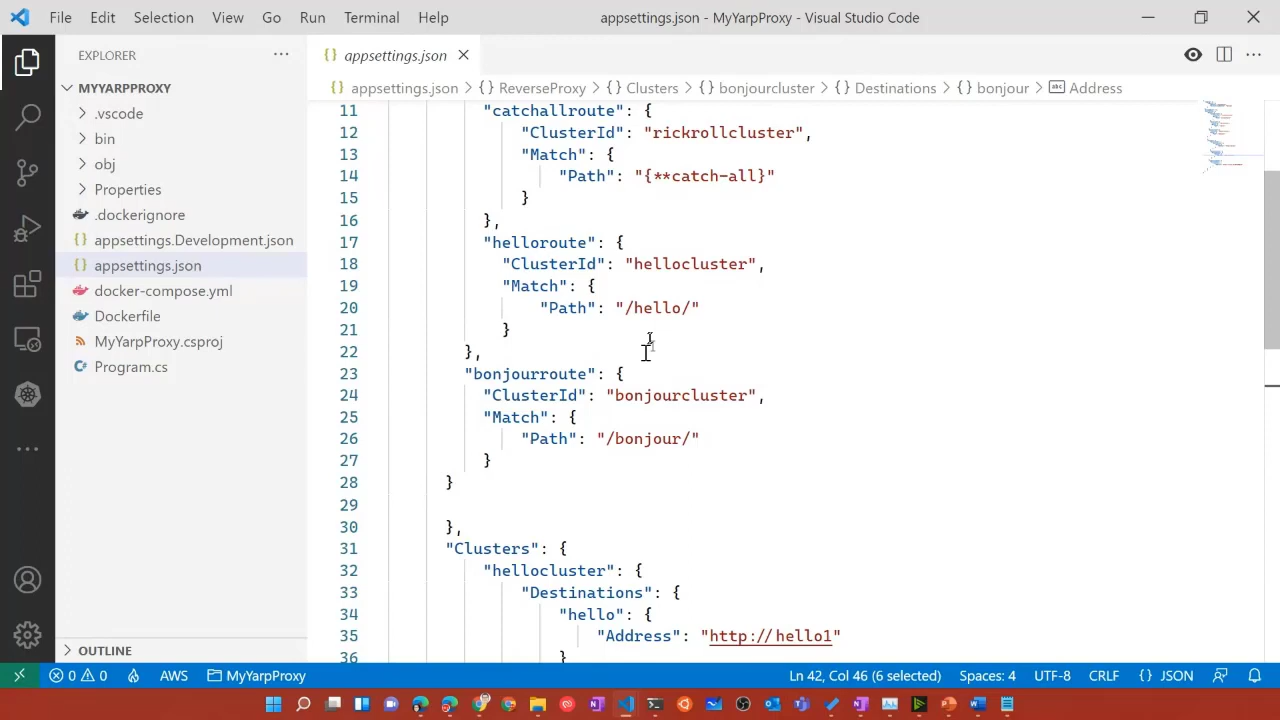 File Edit Selection View Go Run Terminal Help
appsettings.json - MyYarpProxy - Visual Studio Code
EXPLORER
MYYARPPROXY
.vscode
bin
obj
Properties
.dockerignore
appsettings.Development.json
appsettings.json
docker-compose.yml
Dockerfile
MyYarpProxy.csproj
Program.cs
OUTLINE
appsettings.json
appsettings.json > {} ReverseProxy > {} Clusters > {} bonjourcluster > {} Destinations > {} bonjour > abc Address
11 "catchallroute": {
12 "ClusterId": "rickrollcluster",
13 "Match": {
14 "Path": "{**catch-all}"
15 }
16 },
17 "helloroute": {
18 "ClusterId": "hellocluster",
19 "Match": {
20 "Path": "/hello/"
21 }
22 },
23 "bonjourroute": {
24 "ClusterId": "bonjourcluster",
25 "Match": {
26 "Path": "/bonjour/"
27 }
28 }
29
30 },
31 "Clusters": {
32 "hellocluster": {
33 "Destinations": {
34 "hello": {
35 "Address": "http://hello1"
36 }
0 0 AWS MyYarpProxy Ln 42, Col 46 (6 selected) Spaces: 4 UTF-8 CRLF {} JSON